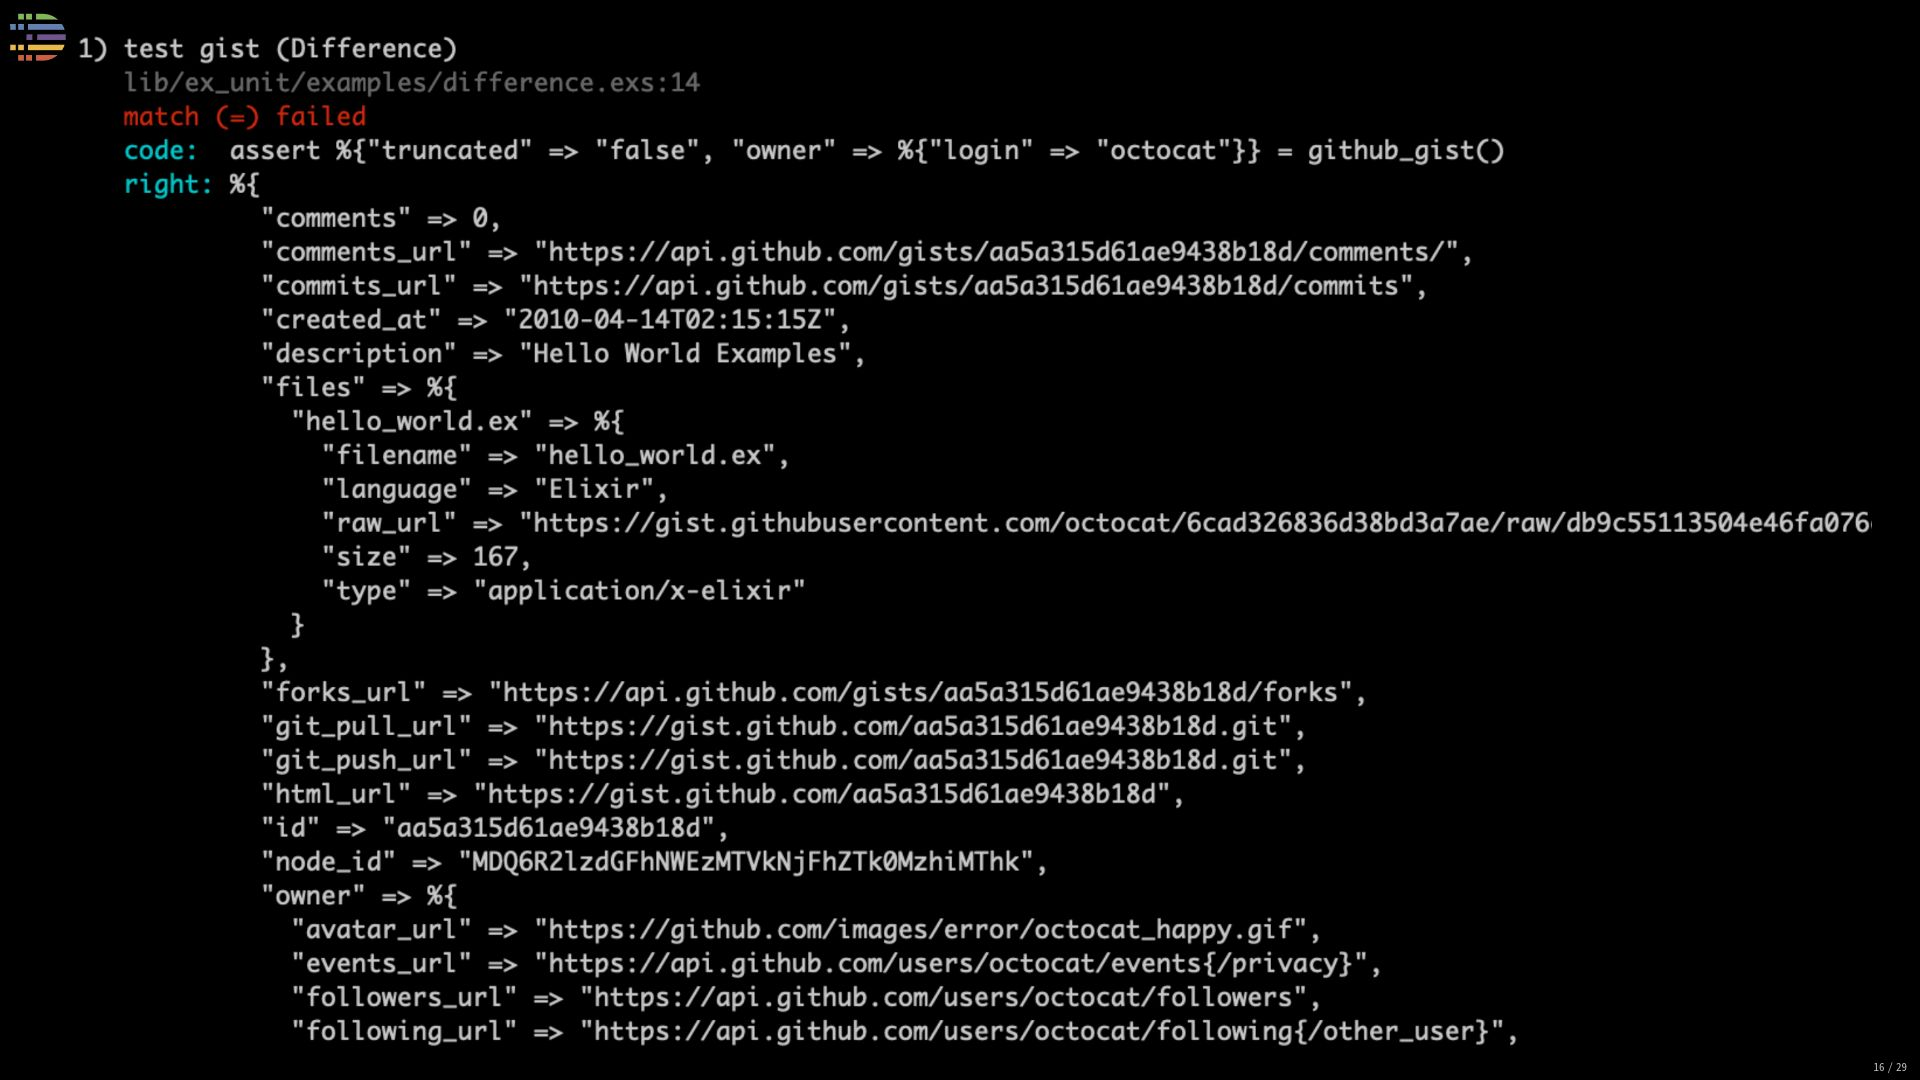 1) test gist (Difference)
lib/ex_unit/examples/difference.exs:14
match (=) failed
code:  assert %{"truncated" => "false", "owner" => %{"login" => "octocat"}} = github_gist()
right: %{
"comments" => 0,
"comments_url" => "https://api.github.com/gists/aa5a315d61ae9438b18d/comments/",
"commits_url" => "https://api.github.com/gists/aa5a315d61ae9438b18d/commits",
"created_at" => "2010-04-14T02:15:15Z",
"description" => "Hello World Examples",
"files" => %{
"hello_world.ex" => %{
"filename" => "hello_world.ex",
"language" => "Elixir",
"raw_url" => "https://gist.githubusercontent.com/octocat/6cad326836d38bd3a7ae/raw/db9c55113504e46fa076
"size" => 167,
"type" => "application/x-elixir"
}
},
"forks_url" => "https://api.github.com/gists/aa5a315d61ae9438b18d/forks",
"git_pull_url" => "https://gist.github.com/aa5a315d61ae9438b18d.git",
"git_push_url" => "https://gist.github.com/aa5a315d61ae9438b18d.git",
"html_url" => "https://gist.github.com/aa5a315d61ae9438b18d",
"id" => "aa5a315d61ae9438b18d",
"node_id" => "MDQ6R2lzdGFhNWEzMTVkNjFhZTk0MzhiMThk",
"owner" => %{
"avatar_url" => "https://github.com/images/error/octocat_happy.gif",
"events_url" => "https://api.github.com/users/octocat/events{/privacy}",
"followers_url" => "https://api.github.com/users/octocat/followers",
"following_url" => "https://api.github.com/users/octocat/following{/other_user}",
16 / 29